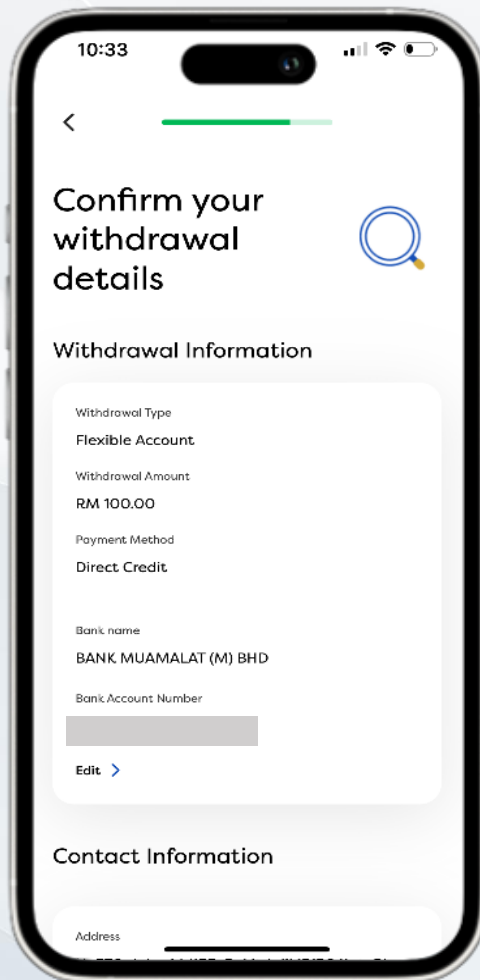 10:33
Confirm your
withdrawal
details
Withdrawal Information
Withdrawal Type
Flexible Account
Withdrawal Amount
RM 100.00
Payment Method
Direct Credit
Bank name
BANK MUAMALAT (M) BHD
Bank Account Number
Edit
Contact Information
Address